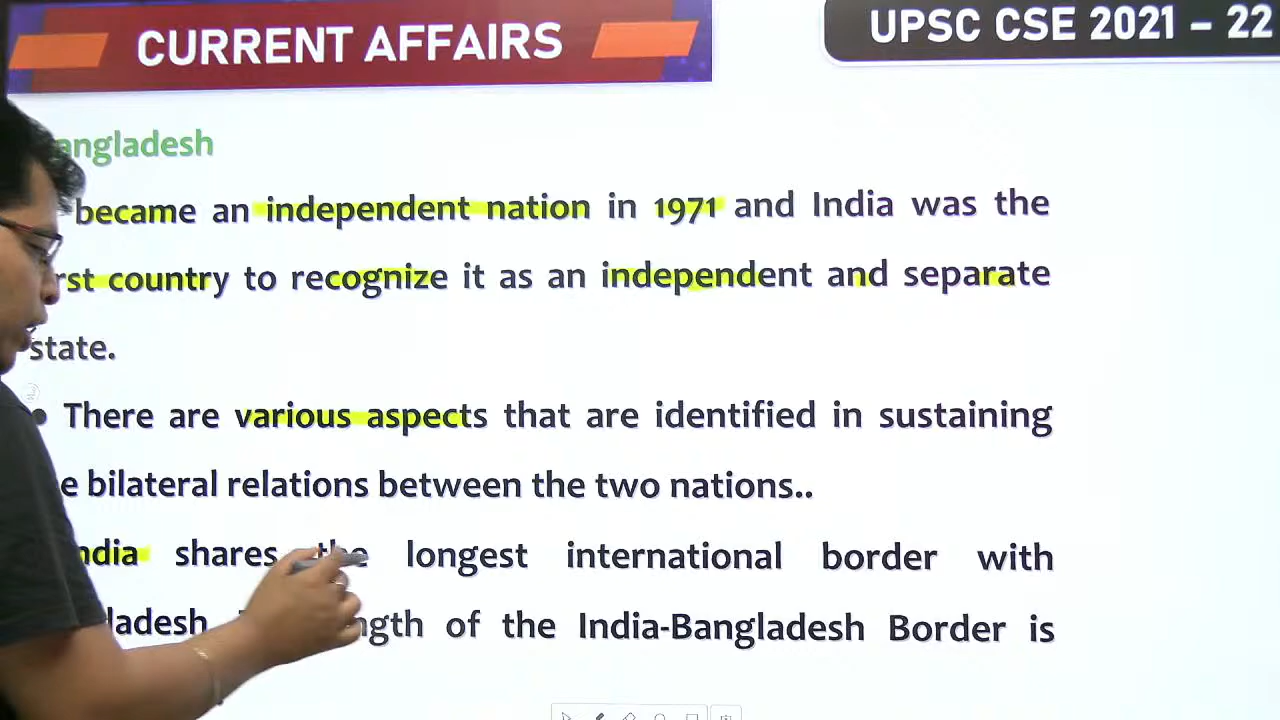 CURRENT AFFAIRS
UPSC CSE 2021 – 22
angladesh
became an independent nation in 1971 and India was the
rst country to recognize it as an independent and separate
state.
• There are various aspects that are identified in sustaining
e bilateral relations between the two nations..
ndia shares the longest international border with
ladesh. ngth of the India-Bangladesh Border is